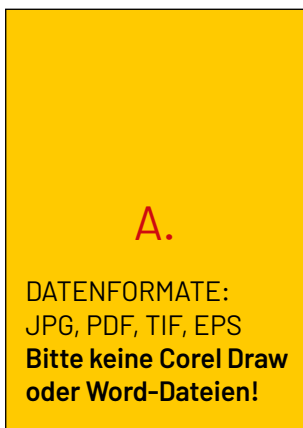 A.
DATENFORMATE:
JPG, PDF, TIF, EPS
Bitte keine Corel Draw
oder Word-Dateien!